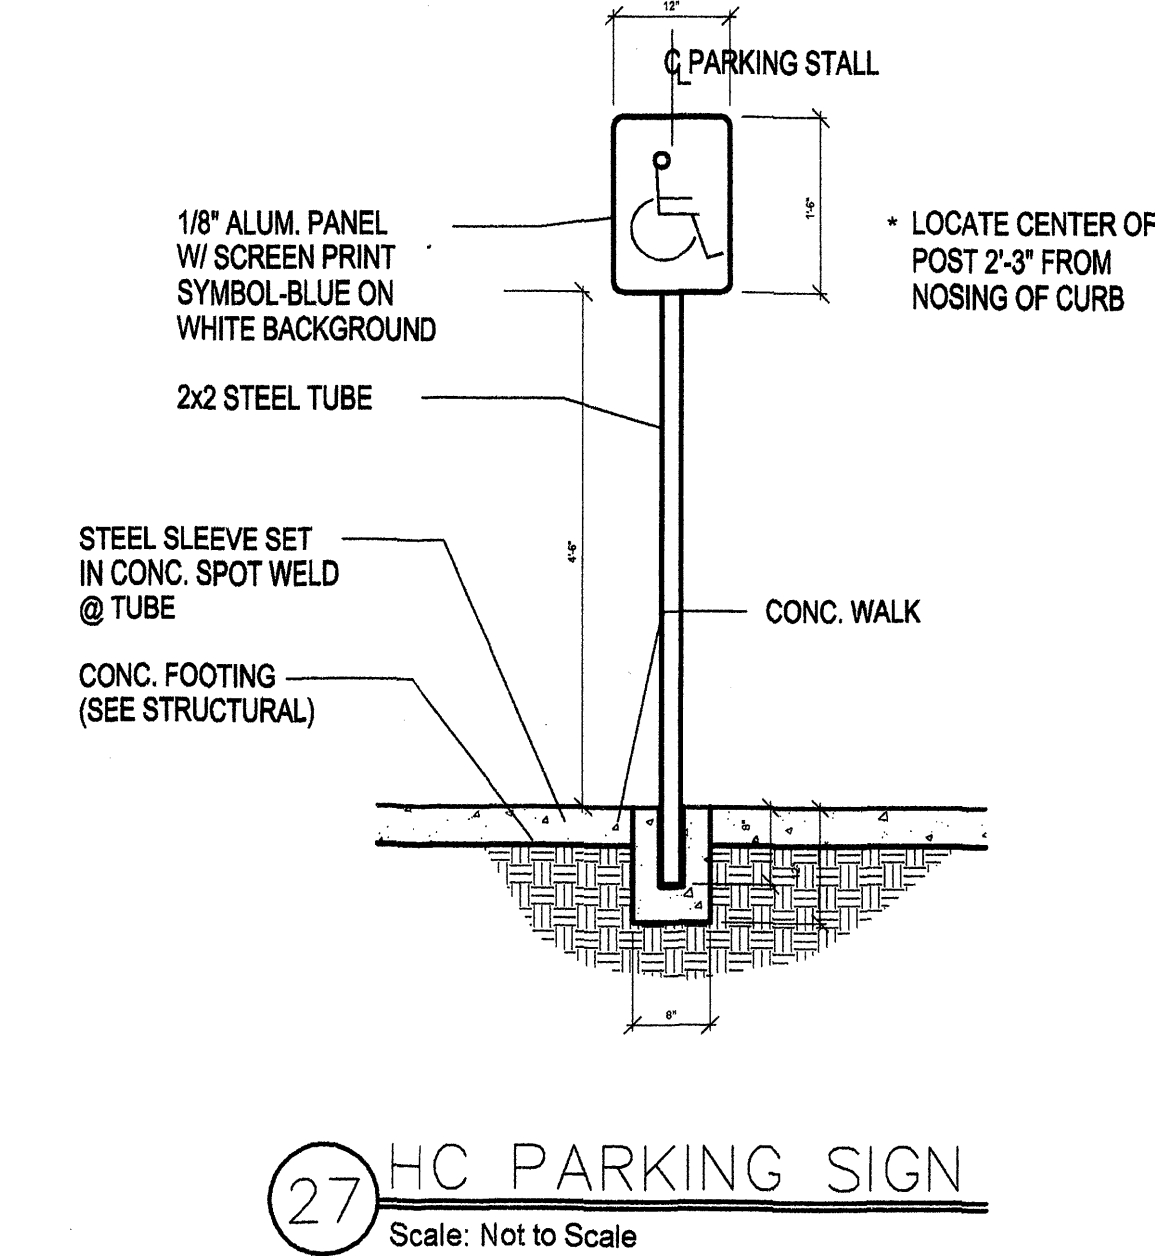 12"
℄ PARKING STALL
1'-6"
1/8" ALUM. PANEL
W/ SCREEN PRINT
SYMBOL-BLUE ON
WHITE BACKGROUND
* LOCATE CENTER OF
POST 2'-3" FROM
NOSING OF CURB
2x2 STEEL TUBE
4'-6"
STEEL SLEEVE SET
IN CONC. SPOT WELD
@ TUBE
CONC. WALK
CONC. FOOTING
(SEE STRUCTURAL)
8"
8"
27
HC PARKING SIGN
Scale: Not to Scale